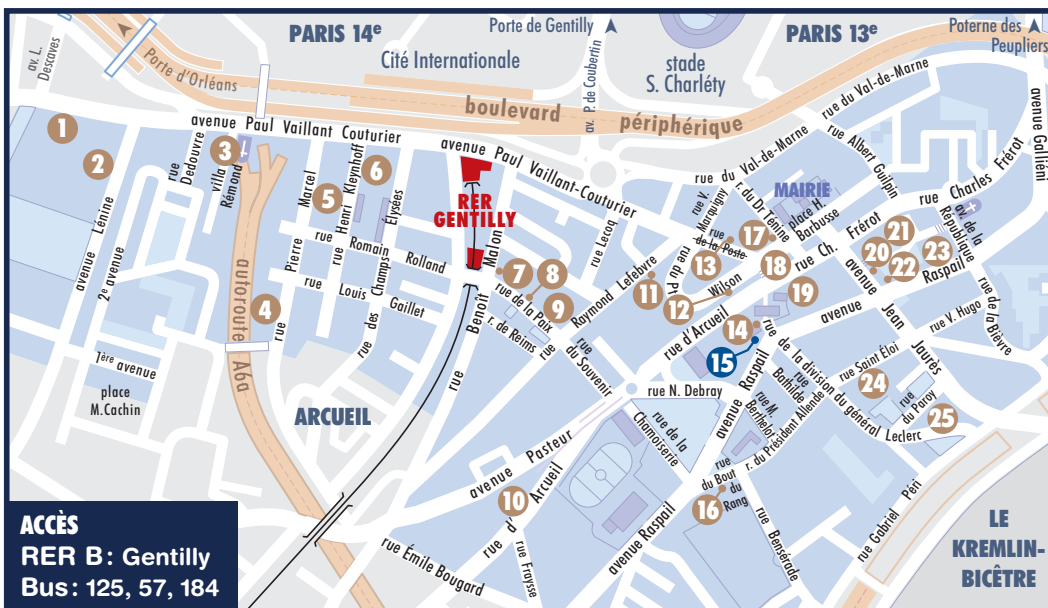 PARIS 14e
Porte de Gentilly
PARIS 13e
Poterne des
Peupliers
av. L.
Descaves
Porte d'Orléans
Cité Internationale
stade
S. Charléty
av. P. de Coubertin
boulevard
périphérique
rue du Val-de-Marne
avenue Galliéni
1
2
avenue Paul Vaillant Couturier
3
rue
Dedouvre
villa
Rémond
5
6
Marcel
Henri Kleynhoff
Élysées
avenue Paul Vaillant-Couturier
RER
GENTILLY
Malon
rue Lecoq
rue du Val-de-Marne
rue Albert Guilpin
rue V.
Marquigny
r. du Dr Ténine
MAIRIE
place H.
Barbusse
rue Charles Frérot
rue Ch. Frérot
av. de la
République
17
rue
de la Poste
13
Pl du 8 mai
18
21
20
22
23
Raspail
avenue Lénine
2e avenue
Pierre
rue
Romain
Rolland
rue
Louis
Gaillet
rue
des
Champs
autoroute A6a
4
rue
7
8
9
rue de la Paix
r. de Reims
rue
Raymond Lefebvre
11
12
Wilson
19
14
15
rue d'Arcueil
avenue
avenue
Jean
Jaurès
rue V. Hugo
rue de la Bièvre
1ère avenue
place
M.Cachin
ARCUEIL
Benoît
rue
rue
du Souvenir
rue N. Debray
avenue Raspail
rue de la division du général Leclerc
rue
Bathilde
rue M.
Berthelot
r. du Président Allende
rue Saint Éloi
24
rue
du Paroy
25
rue de la
Chamoiserie
avenue Pasteur
10
rue
d'
Arcueil
rue
du Bout
du
Rang
16
rue Émile Bougard
rue Fraysse
avenue Raspail
rue Benserade
rue Gabriel Péri
LE
KREMLIN-
BICÊTRE
ACCÈS
RER B : Gentilly
Bus : 125, 57, 184